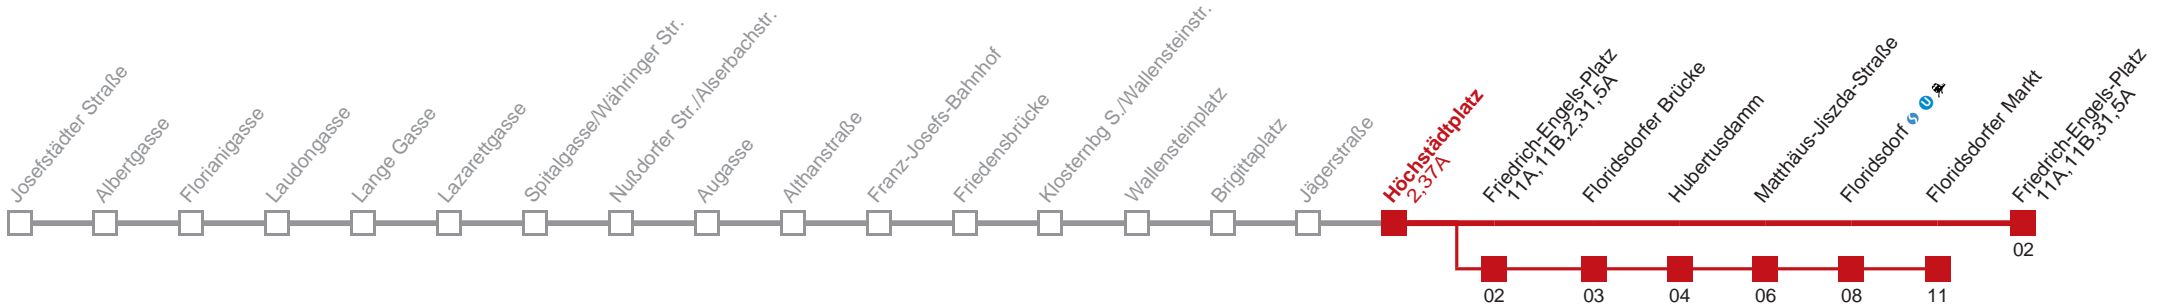 Josefstädter Straße
Albertgasse
Florianigasse
Laudongasse
Lange Gasse
Lazarettgasse
Spitalgasse/Währinger Str.
Nußdorfer Str./Alserbachstr.
Augasse
Althanstraße
Franz-Josefs-Bahnhof
Friedensbrücke
Klosternbg S./Wallensteinstr.
Wallensteinplatz
Brigittaplatz
Jägerstraße
Höchstädtplatz
2,37A
Friedrich-Engels-Platz
11A,11B,2,31,5A
Floridsdorfer Brücke
Hubertusdamm
Matthäus-Jiszda-Straße
Floridsdorf S U
Floridsdorfer Markt
Friedrich-Engels-Platz
11A,11B,31,5A
02
02
03
04
06
08
11